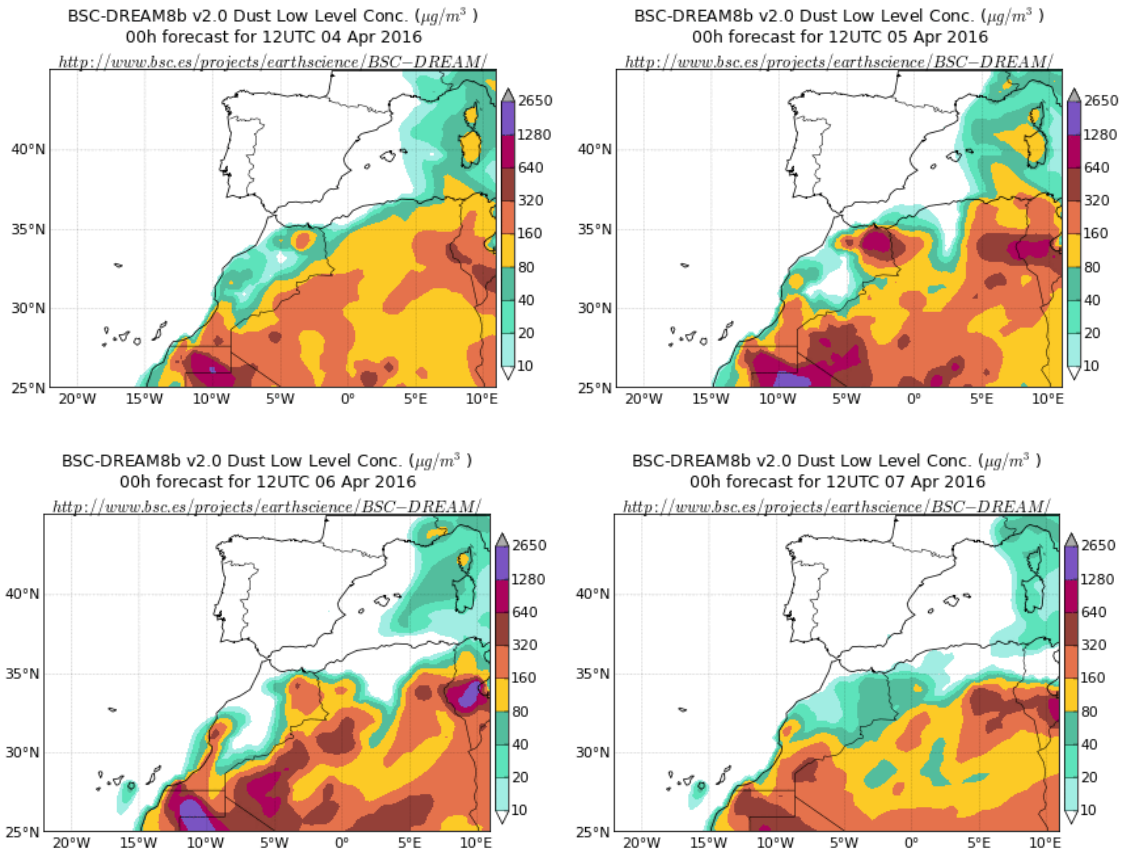 BSC-DREAM8b v2.0 Dust Low Level Conc. (μg/m³ )
00h forecast for 12UTC 04 Apr 2016
http://www.bsc.es/projects/earthscience/BSC−DREAM/
40°N
35°N
30°N
25°N
20°W 15°W 10°W 5°W 0° 5°E 10°E
2650
1280
640
320
160
80
40
20
10
BSC-DREAM8b v2.0 Dust Low Level Conc. (μg/m³ )
00h forecast for 12UTC 05 Apr 2016
http://www.bsc.es/projects/earthscience/BSC−DREAM/
40°N
35°N
30°N
25°N
20°W 15°W 10°W 5°W 0° 5°E 10°E
2650
1280
640
320
160
80
40
20
10
BSC-DREAM8b v2.0 Dust Low Level Conc. (μg/m³ )
00h forecast for 12UTC 06 Apr 2016
http://www.bsc.es/projects/earthscience/BSC−DREAM/
40°N
35°N
30°N
25°N
20°W 15°W 10°W 5°W 0° 5°E 10°E
2650
1280
640
320
160
80
40
20
10
BSC-DREAM8b v2.0 Dust Low Level Conc. (μg/m³ )
00h forecast for 12UTC 07 Apr 2016
http://www.bsc.es/projects/earthscience/BSC−DREAM/
40°N
35°N
30°N
25°N
20°W 15°W 10°W 5°W 0° 5°E 10°E
2650
1280
640
320
160
80
40
20
10